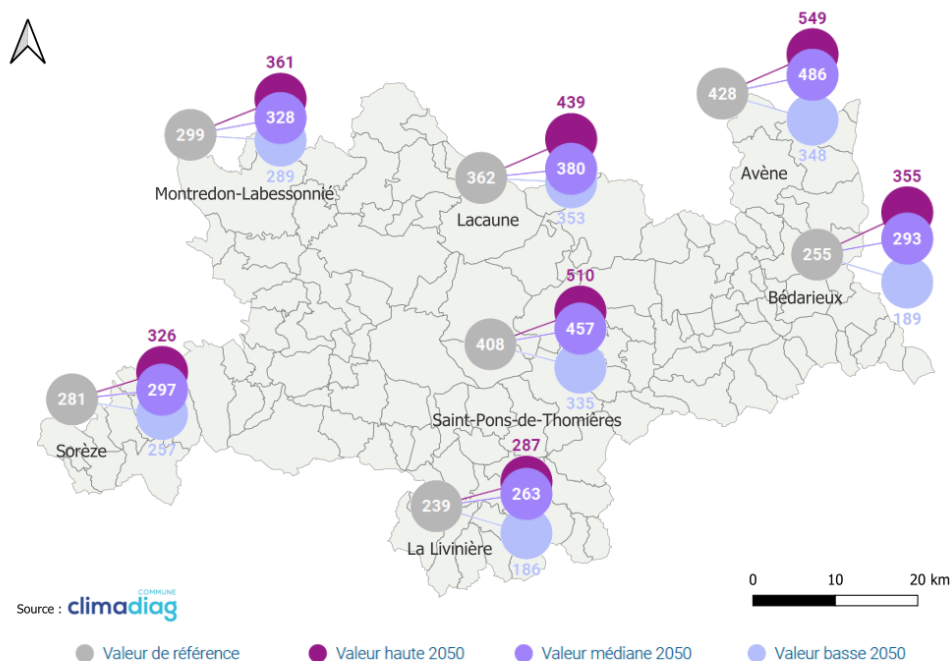 549
361
486
428
439
328
299
348
289
380
Avène
355
Montredon-Labessonnié
362
Lacaune
353
293
255
510
Bédarieux
457
189
326
408
335
297
281
Saint-Pons-de-Thomières
257
Sorèze
287
263
239
La Livinière
186
0 10 20 km
Source : climadiag COMMUNE
Valeur de référence Valeur haute 2050 Valeur médiane 2050 Valeur basse 2050